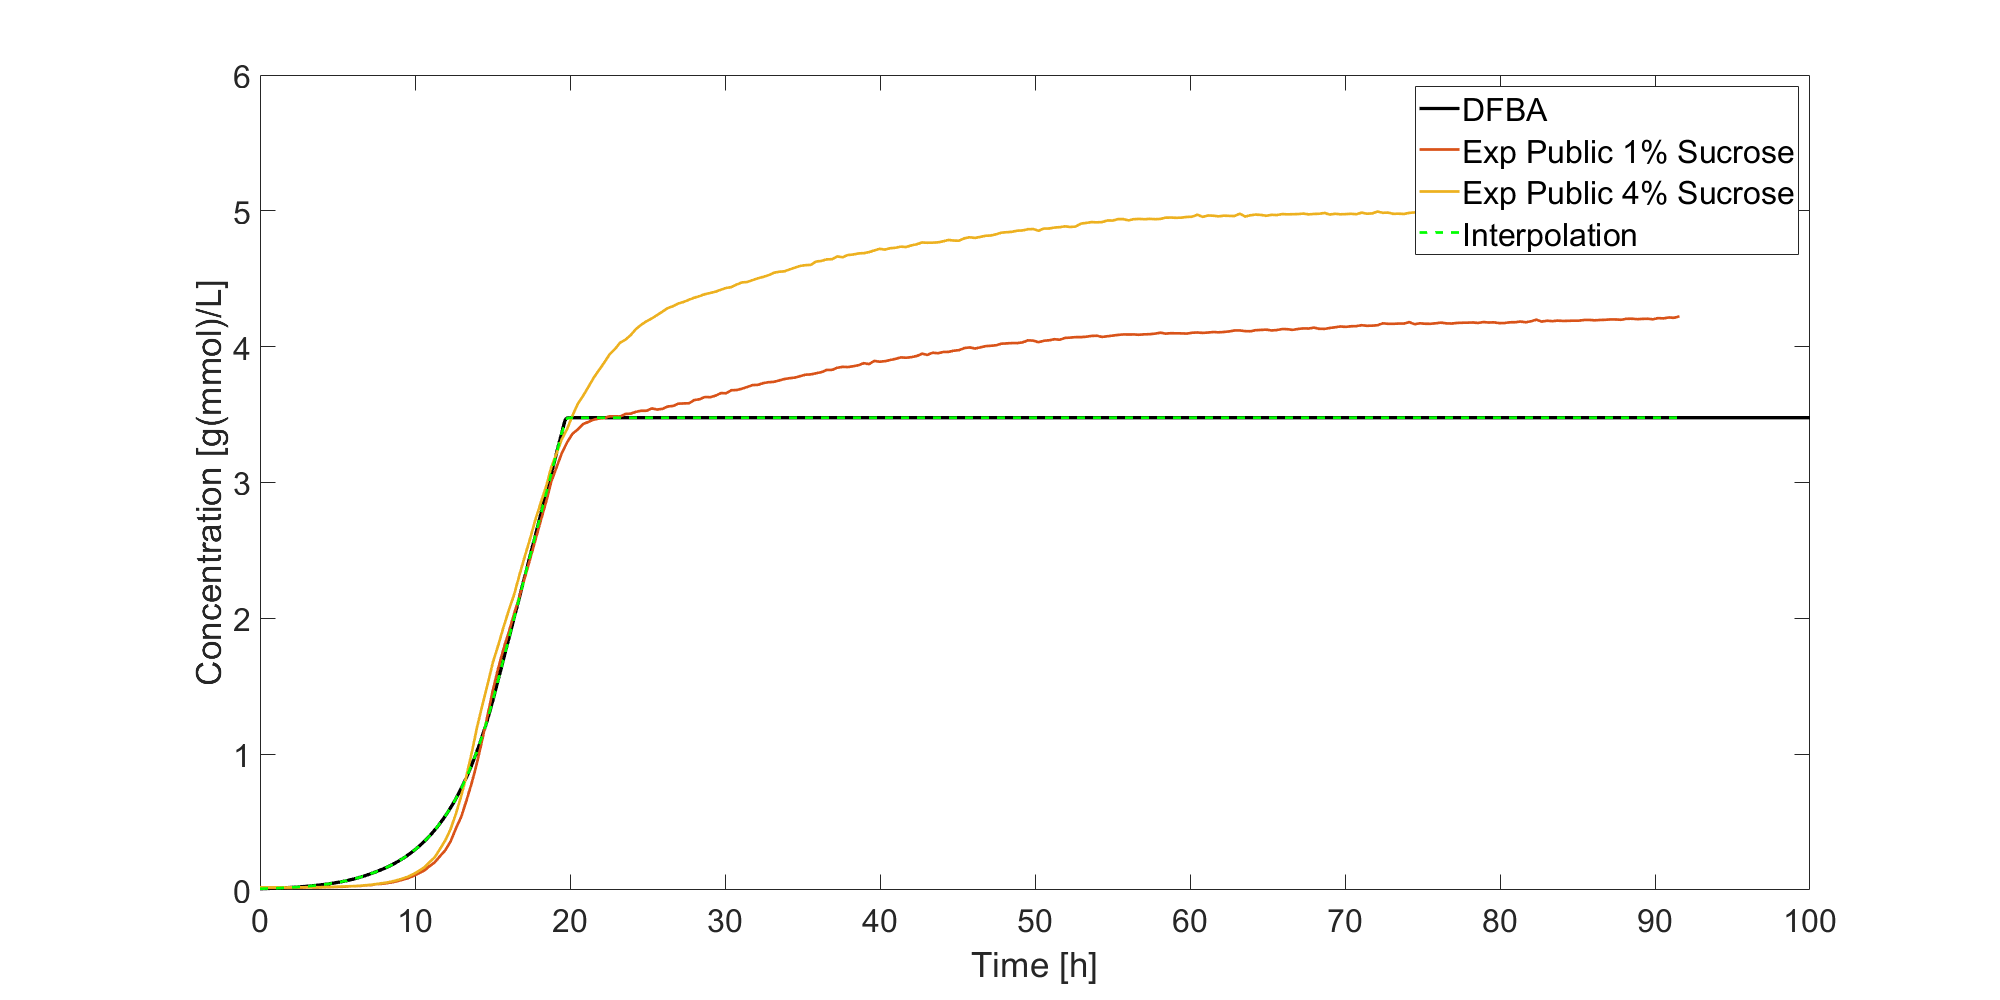 6
5
4
3
2
1
0
Concentration [g(mmol)/L]
DFBA
Exp Public 1% Sucrose
Exp Public 4% Sucrose
Interpolation
0 10 20 30 40 50 60 70 80 90 100
Time [h]